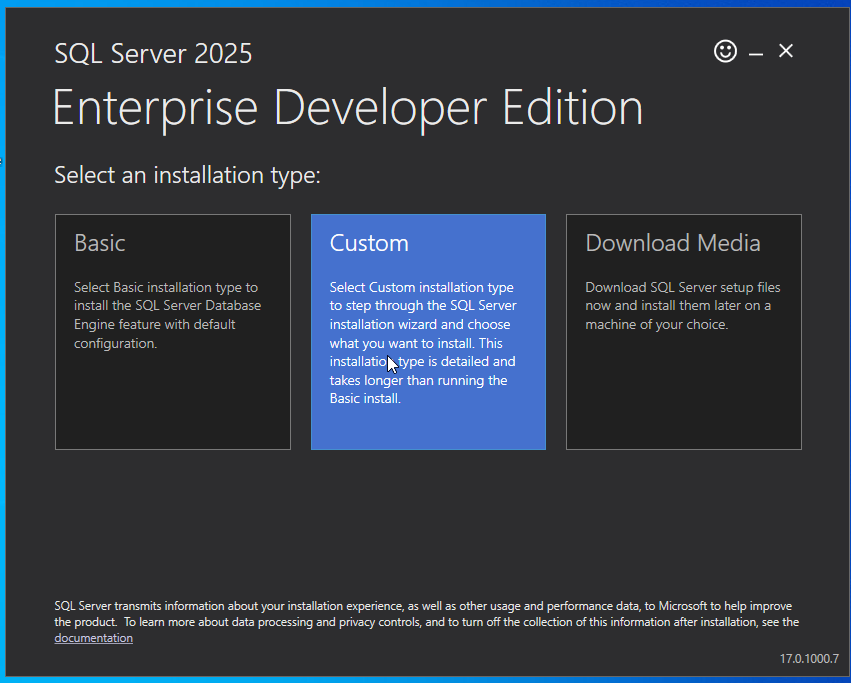 SQL Server 2025
Enterprise Developer Edition
Select an installation type:
Basic
Select Basic installation type to
install the SQL Server Database
Engine feature with default
configuration.
Custom
Select Custom installation type
to step through the SQL Server
installation wizard and choose
what you want to install. This
installation type is detailed and
takes longer than running the
Basic install.
Download Media
Download SQL Server setup files
now and install them later on a
machine of your choice.
SQL Server transmits information about your installation experience, as well as other usage and performance data, to Microsoft to help improve
the product.  To learn more about data processing and privacy controls, and to turn off the collection of this information after installation, see the
documentation
17.0.1000.7